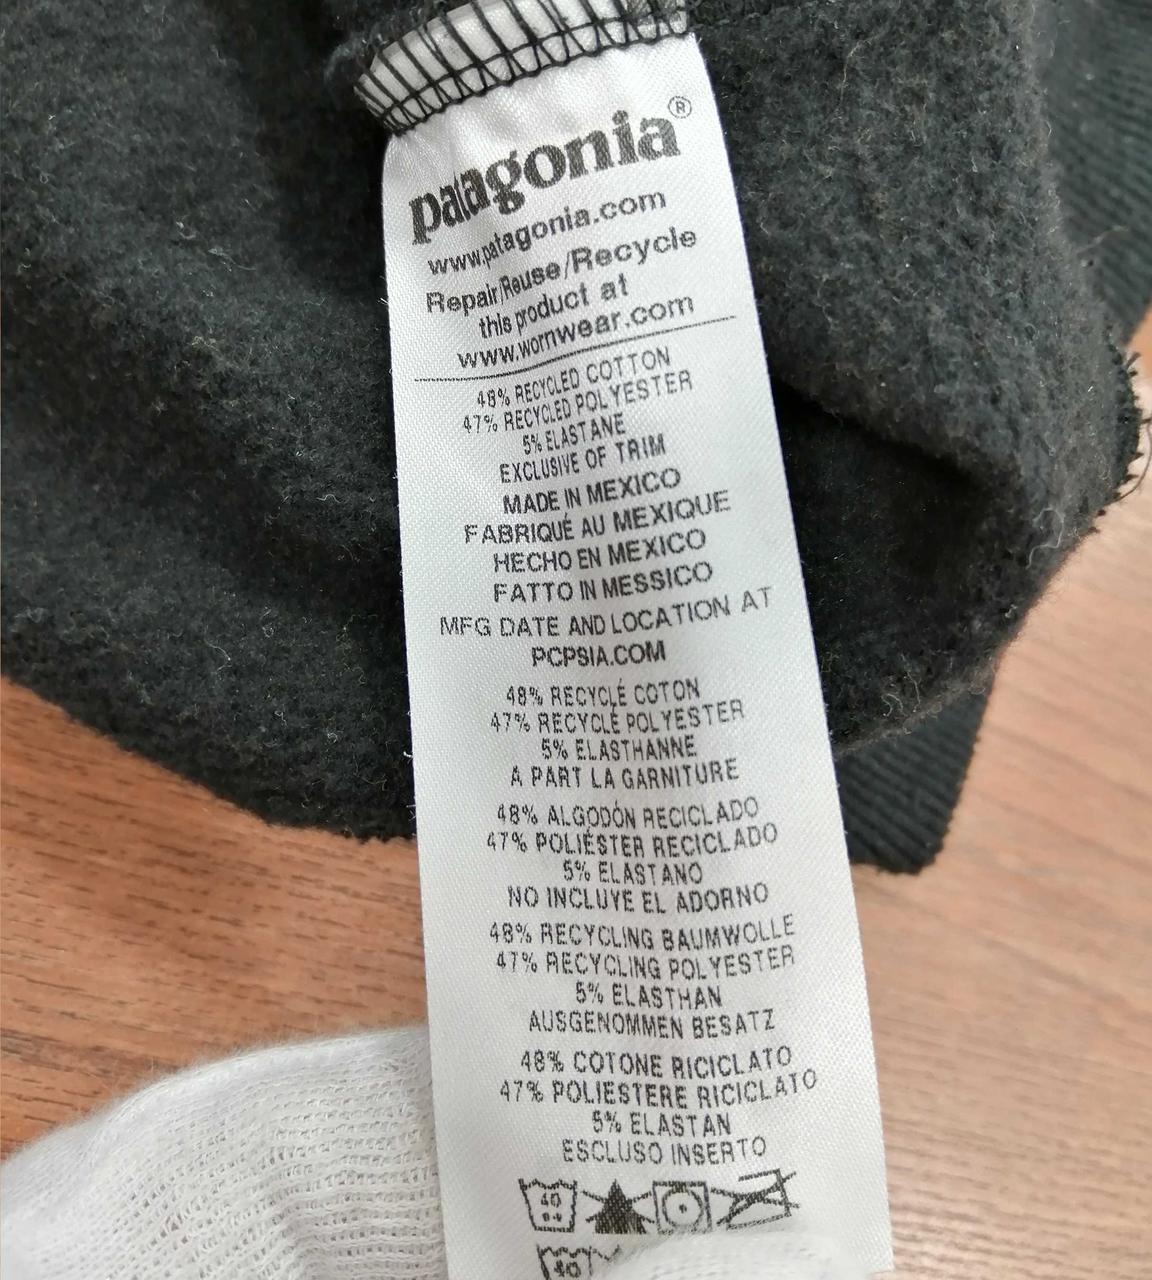 patagonia®
www.patagonia.com
Repair/Reuse/Recycle
this product at
www.wornwear.com
48% RECYCLED COTTON
47% RECYCLED POLYESTER
5% ELASTANE
EXCLUSIVE OF TRIM
MADE IN MEXICO
FABRIQUÉ AU MEXIQUE
HECHO EN MEXICO
FATTO IN MESSICO
MFG DATE AND LOCATION AT
PCPSIA.COM
48% RECYCLÉ COTON
47% RECYCLÉ POLYESTER
5% ELASTHANNE
A PART LA GARNITURE
48% ALGODÓN RECICLADO
47% POLIÉSTER RECICLADO
5% ELASTANO
NO INCLUYE EL ADORNO
48% RECYCLING BAUMWOLLE
47% RECYCLING POLYESTER
5% ELASTHAN
AUSGENOMMEN BESATZ
48% COTONE RICICLATO
47% POLIESTERE RICICLATO
5% ELASTAN
ESCLUSO INSERTO
40
40